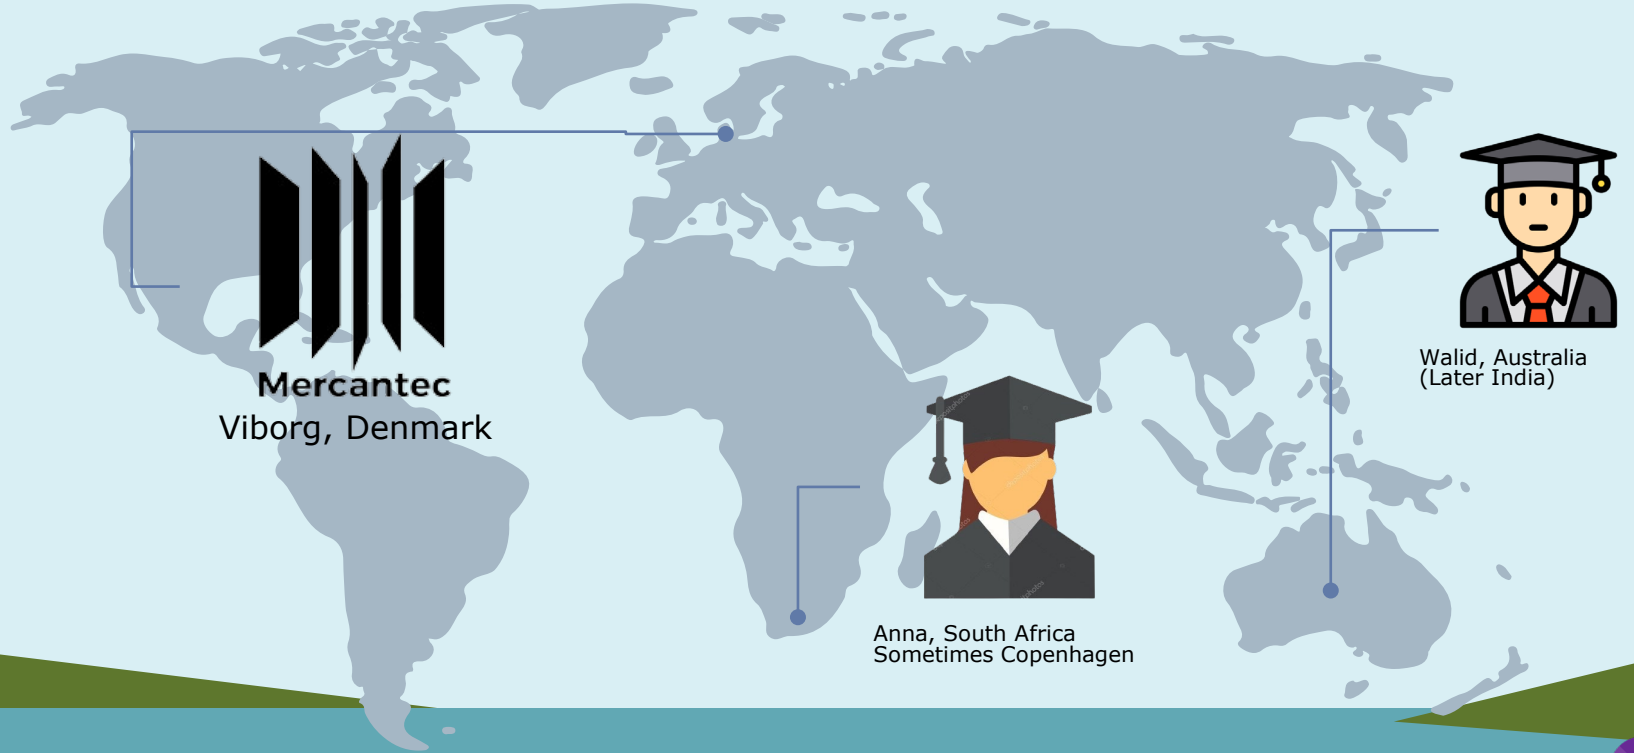 Mercantec
Viborg, Denmark
Anna, South Africa
Sometimes Copenhagen
Walid, Australia
(Later India)